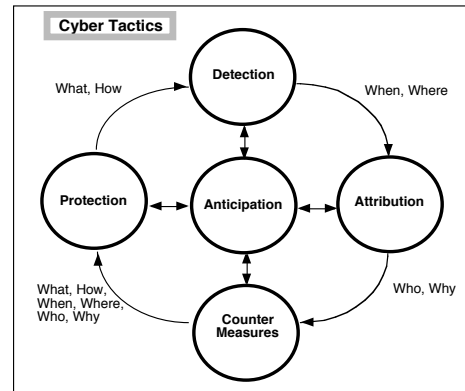 Cyber Tactics
Detection
What, How
When, Where
Protection
Anticipation
Attribution
What, How,
When, Where,
Who, Why
Who, Why
Counter
Measures